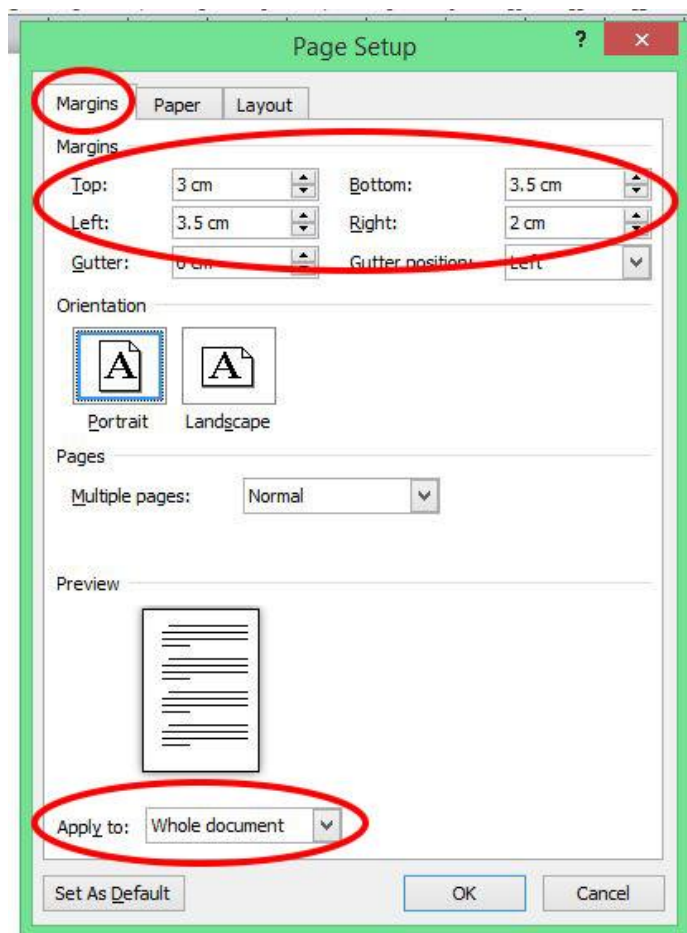 Page Setup ? ×
Margins Paper Layout
Margins
Top: 3 cm Bottom: 3.5 cm
Left: 3.5 cm Right: 2 cm
Gutter: 0 cm Gutter position: Left
Orientation
A A
Portrait Landscape
Pages
Multiple pages: Normal
Preview
Apply to: Whole document
Set As Default OK Cancel